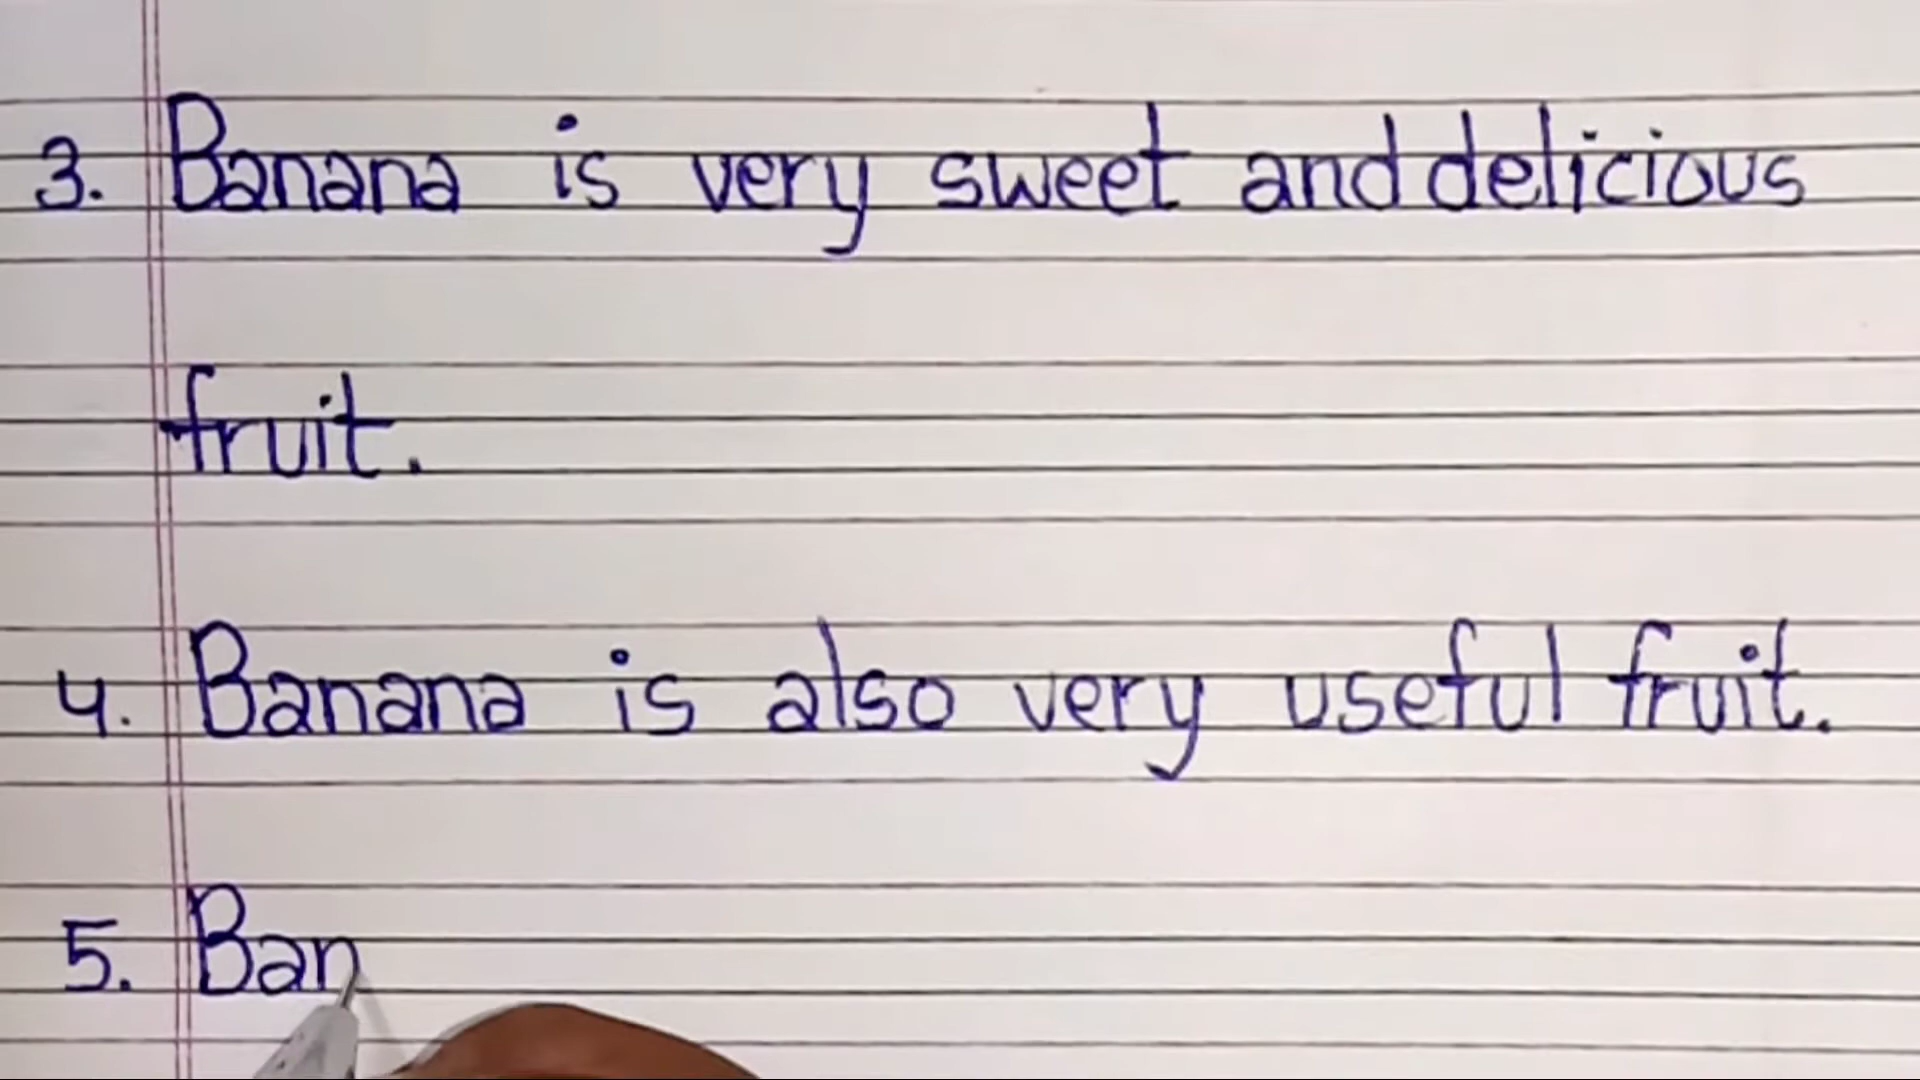 3. Banana is very sweet and delicious
fruit.
4. Banana is also very useful fruit.
5. Ban